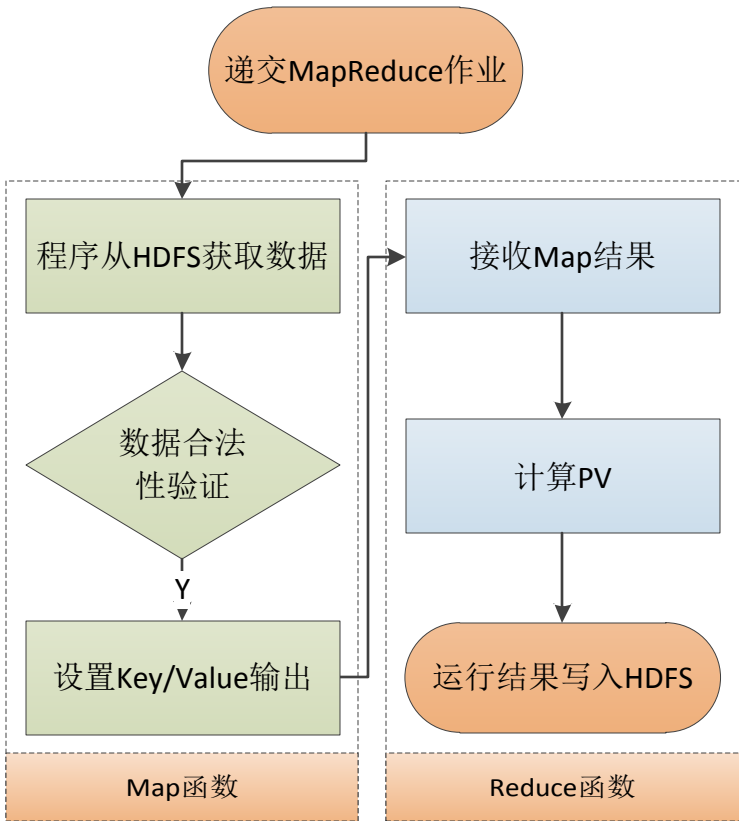 递交MapReduce作业
程序从HDFS获取数据
数据合法
性验证
Y
设置Key/Value输出
Map函数
接收Map结果
计算PV
运行结果写入HDFS
Reduce函数